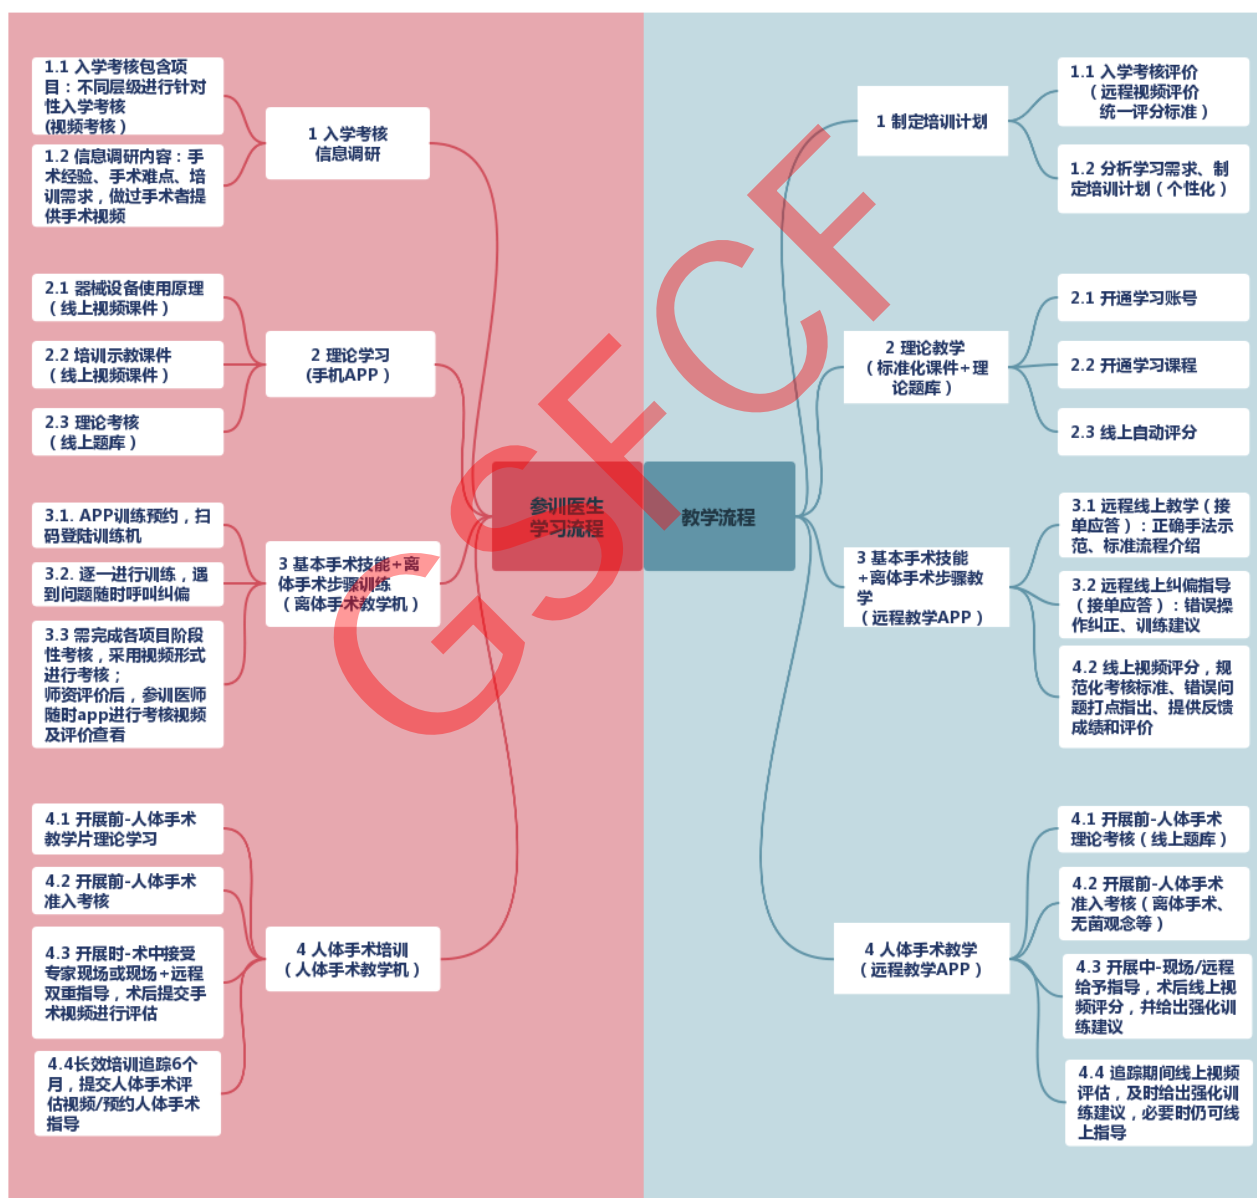 1.1 入学考核包含项
目：不同层级进行针对
性入学考核
(视频考核）
1.2 信息调研内容：手
术经验、手术难点、培
训需求，做过手术者提
供手术视频
1 入学考核
信息调研
2.1 器械设备使用原理
（线上视频课件）
2.2 培训示教课件
（线上视频课件）
2.3 理论考核
（线上题库）
2 理论学习
(手机APP）
3.1. APP训练预约，扫
码登陆训练机
3.2. 逐一进行训练，遇
到问题随时呼叫纠偏
3.3 需完成各项目阶段
性考核，采用视频形式
进行考核；
师资评价后，参训医师
随时app进行考核视频
及评价查看
3 基本手术技能+离
体手术步骤训练
（离体手术教学机）
4.1 开展前-人体手术
教学片理论学习
4.2 开展前-人体手术
准入考核
4.3 开展时-术中接受
专家现场或现场+远程
双重指导，术后提交手
术视频进行评估
4.4长效培训追踪6个
月，提交人体手术评
估视频/预约人体手术
指导
4 人体手术培训
（人体手术教学机）
参训医生
学习流程
教学流程
1 制定培训计划
1.1 入学考核评价
（远程视频评价
统一评分标准）
1.2 分析学习需求、制
定培训计划（个性化）
2 理论教学
（标准化课件+理
论题库）
2.1 开通学习账号
2.2 开通学习课程
2.3 线上自动评分
3 基本手术技能
+离体手术步骤教
学
（远程教学APP）
3.1 远程线上教学（接
单应答）：正确手法示
范、标准流程介绍
3.2 远程线上纠偏指导
（接单应答）：错误操
作纠正、训练建议
4.2 线上视频评分，规
范化考核标准、错误问
题打点指出、提供反馈
成绩和评价
4 人体手术教学
（远程教学APP）
4.1 开展前-人体手术
理论考核（线上题库）
4.2 开展前-人体手术
准入考核（离体手术、
无菌观念等）
4.3 开展中-现场/远程
给予指导，术后线上视
频评分，并给出强化训
练建议
4.4 追踪期间线上视频
评估，及时给出强化训
练建议，必要时仍可线
上指导
GSFCF